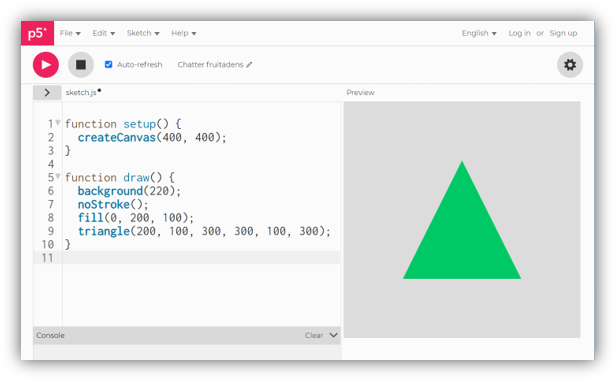 p5*
File Edit Sketch Help English Log in or Sign up
Auto-refresh Chatter fruitadens
sketch.js Preview
1 function setup() {
2 createCanvas(400, 400);
3 }
4
5 function draw() {
6 background(220);
7 noStroke();
8 fill(0, 200, 100);
9 triangle(200, 100, 300, 300, 100, 300);
10 }
11
Console Clear